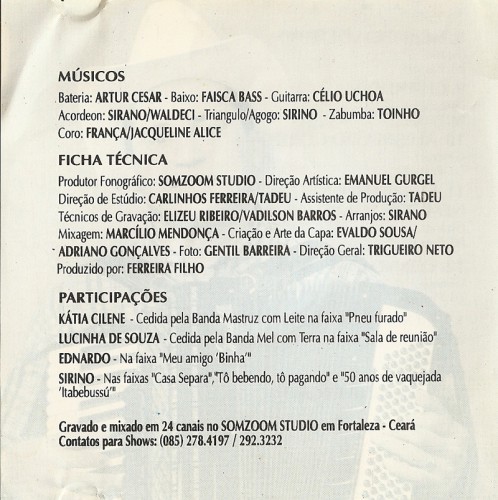 MÚSICOS
Bateria: ARTUR CESAR - Baixo: FAISCA BASS - Guitarra: CÉLIO UCHOA
Acordeon: SIRANO/WALDECI - Triangulo/Agogo: SIRINO - Zabumba: TOINHO
Coro: FRANÇA/JACQUELINE ALICE
FICHA TÉCNICA
Produtor Fonográfico: SOMZOOM STUDIO - Direção Artística: EMANUEL GURGEL
Direção de Estúdio: CARLINHOS FERREIRA/TADEU - Assistente de Produção: TADEU
Técnicos de Gravação: ELIZEU RIBEIRO/VADILSON BARROS - Arranjos: SIRANO
Mixagem: MARCÍLIO MENDONÇA - Criação e Arte da Capa: EVALDO SOUSA/
ADRIANO GONÇALVES - Foto: GENTIL BARREIRA - Direção Geral: TRIGUEIRO NETO
Produzido por: FERREIRA FILHO
PARTICIPAÇÕES
KÁTIA CILENE - Cedida pela Banda Mastruz com Leite na faixa "Pneu furado"
LUCINHA DE SOUZA - Cedida pela Banda Mel com Terra na faixa "Sala de reunião"
EDNARDO - Na faixa "Meu amigo 'Binha'"
SIRINO - Nas faixas "Casa Separa","Tô bebendo, tô pagando" e "50 anos de vaquejada
'Itabebussú'"
Gravado e mixado em 24 canais no SOMZOOM STUDIO em Fortaleza - Ceará
Contatos para Shows: (085) 278.4197 / 292.3232